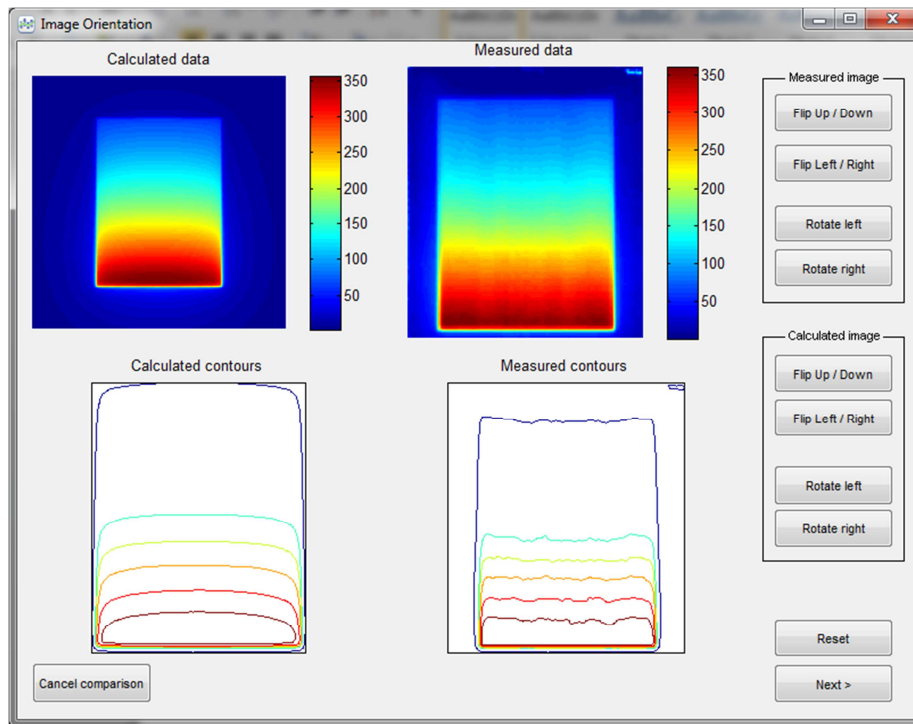 Image Orientation
Calculated data
350
300
250
200
150
100
50
Measured data
350
300
250
200
150
100
50
Calculated contours
Measured contours
Measured image
Flip Up / Down
Flip Left / Right
Rotate left
Rotate right
Calculated image
Flip Up / Down
Flip Left / Right
Rotate left
Rotate right
Reset
Cancel comparison
Next >